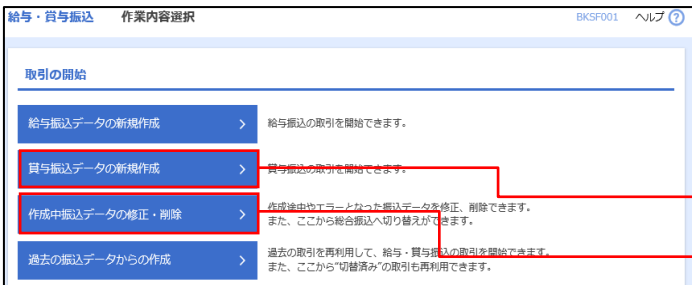 給与・賞与振込 作業内容選択 BKSF001 ヘルプ ?
取引の開始
給与振込データの新規作成 > 給与振込の取引を開始できます。
賞与振込データの新規作成 > 賞与振込の取引を開始できます。
作成中振込データの修正・削除 > 作成途中やエラーとなった振込データを修正、削除できます。
また、ここから総合振込へ切り替えができます。
過去の振込データからの作成 > 過去の取引を再利用して、給与・賞与振込の取引を開始できます。
また、ここから"切替済み"の取引も再利用できます。